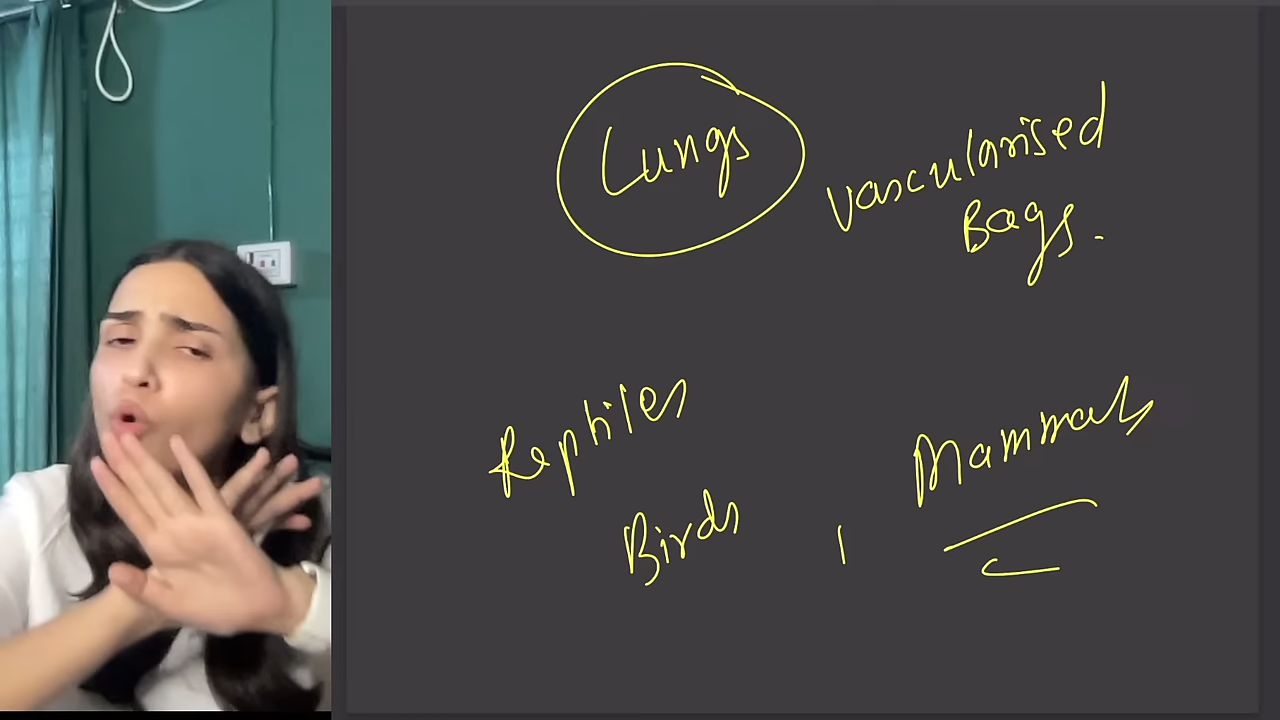 Lungs
Vascularised
Bags.
Reptiles
Birds,
Mammals